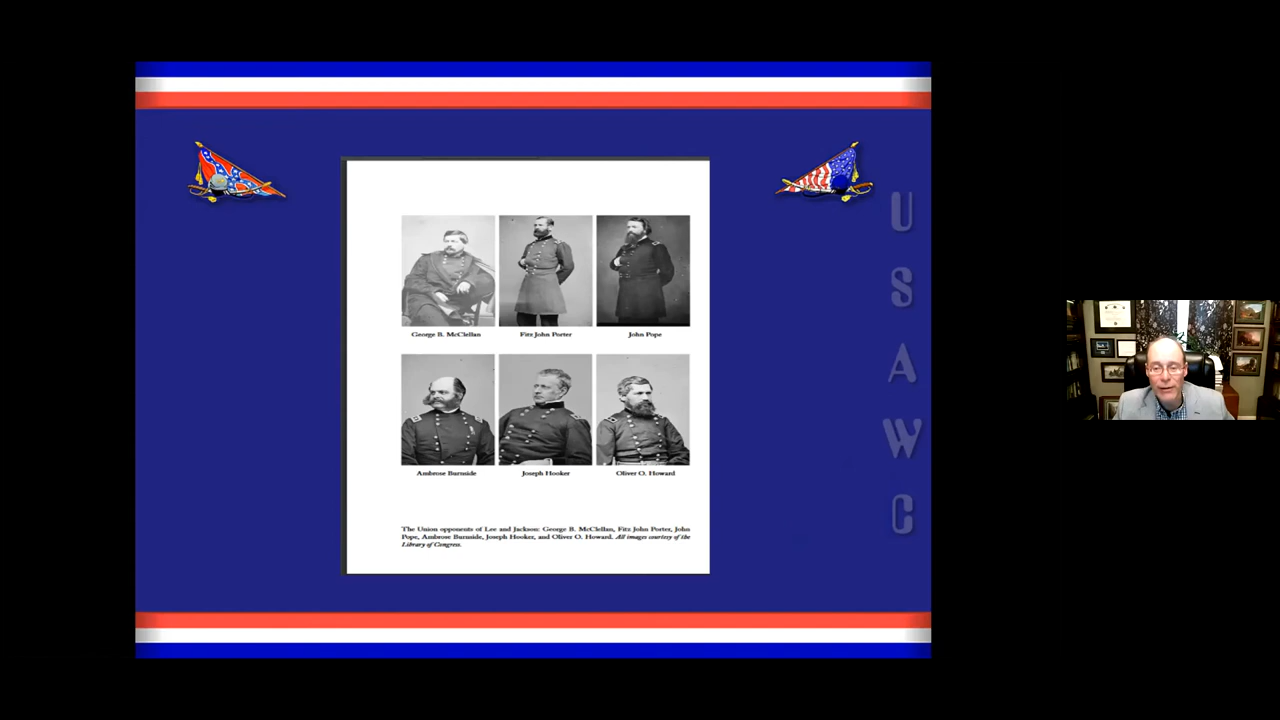 George B. McClellan
Fitz John Porter
John Pope
Ambrose Burnside
Joseph Hooker
Oliver O. Howard
The Union opponents of Lee and Jackson: George B. McClellan, Fitz John Porter, John
Pope, Ambrose Burnside, Joseph Hooker, and Oliver O. Howard. All images courtesy of the
Library of Congress.
U
S
A
W
C